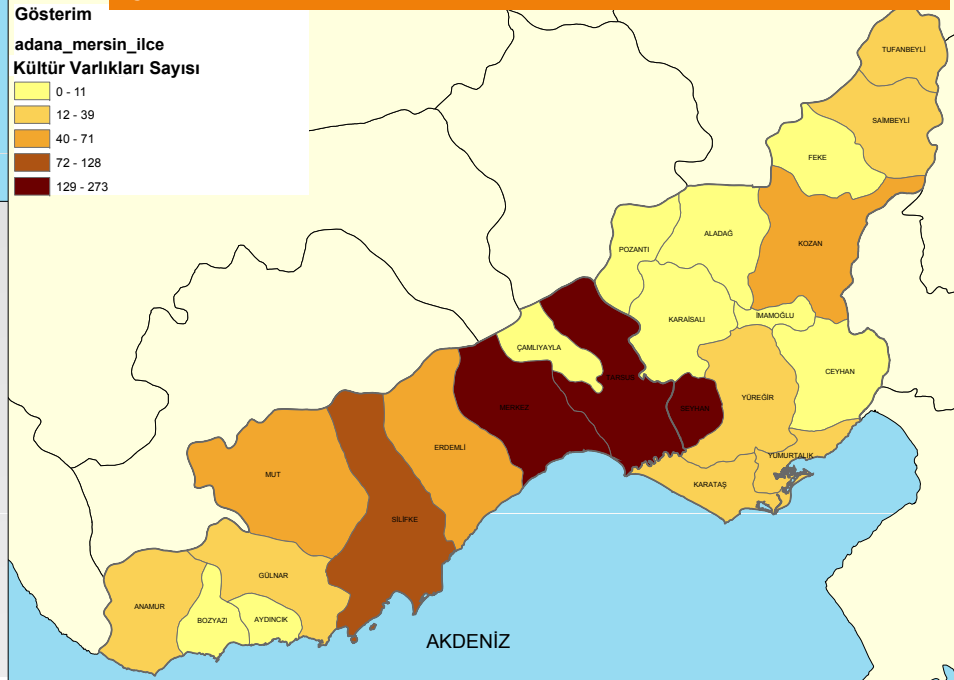 Gösterim
adana_mersin_ilce
Kültür Varlıkları Sayısı
0 - 11
12 - 39
40 - 71
72 - 128
129 - 273
TUFANBEYLİ
SAİMBEYLİ
FEKE
KOZAN
ALADAĞ
POZANTI
KARAİSALI
İMAMOĞLU
CEYHAN
ÇAMLIYAYLA
TARSUS
YÜREĞİR
SEYHAN
MERKEZ
ERDEMLİ
YUMURTALIK
KARATAŞ
MUT
SİLİFKE
GÜLNAR
ANAMUR
BOZYAZI
AYDINCIK
AKDENİZ